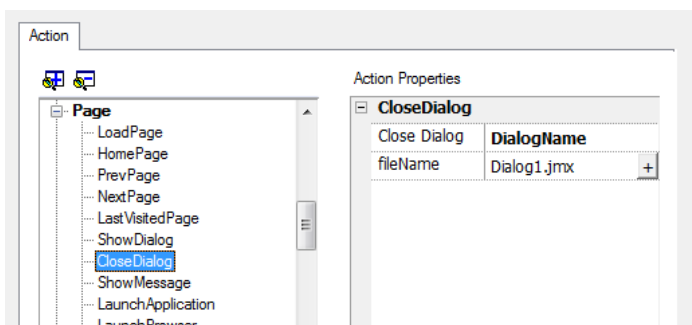 Action
Action Properties
Page
LoadPage
HomePage
PrevPage
NextPage
LastVisitedPage
ShowDialog
CloseDialog
ShowMessage
LaunchApplication
LaunchBrowser
CloseDialog
Close Dialog DialogName
fileName Dialog1.jmx +